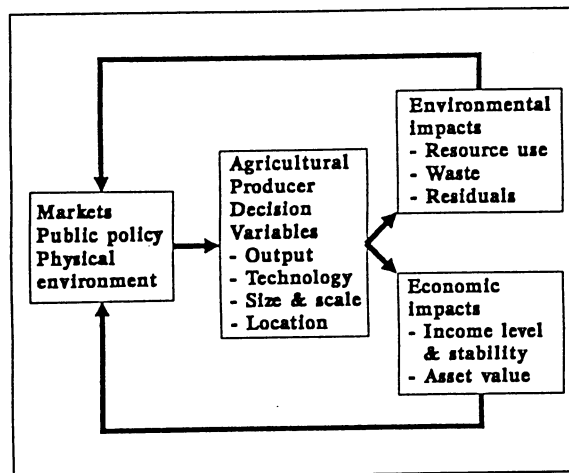 Markets
Public policy
Physical
environment
Agricultural
Producer
Decision
Variables
- Output
- Technology
- Size & scale
- Location
Environmental
impacts
- Resource use
- Waste
- Residuals
Economic
impacts
- Income level
& stability
- Asset value